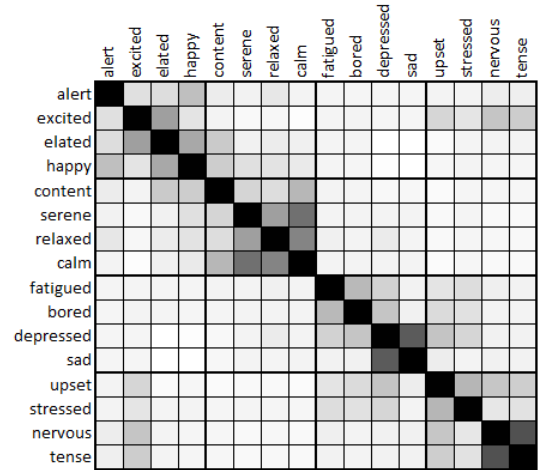 alert
excited
elated
happy
content
serene
relaxed
calm
fatigued
bored
depressed
sad
upset
stressed
nervous
tense
alert
excited
elated
happy
content
serene
relaxed
calm
fatigued
bored
depressed
sad
upset
stressed
nervous
tense